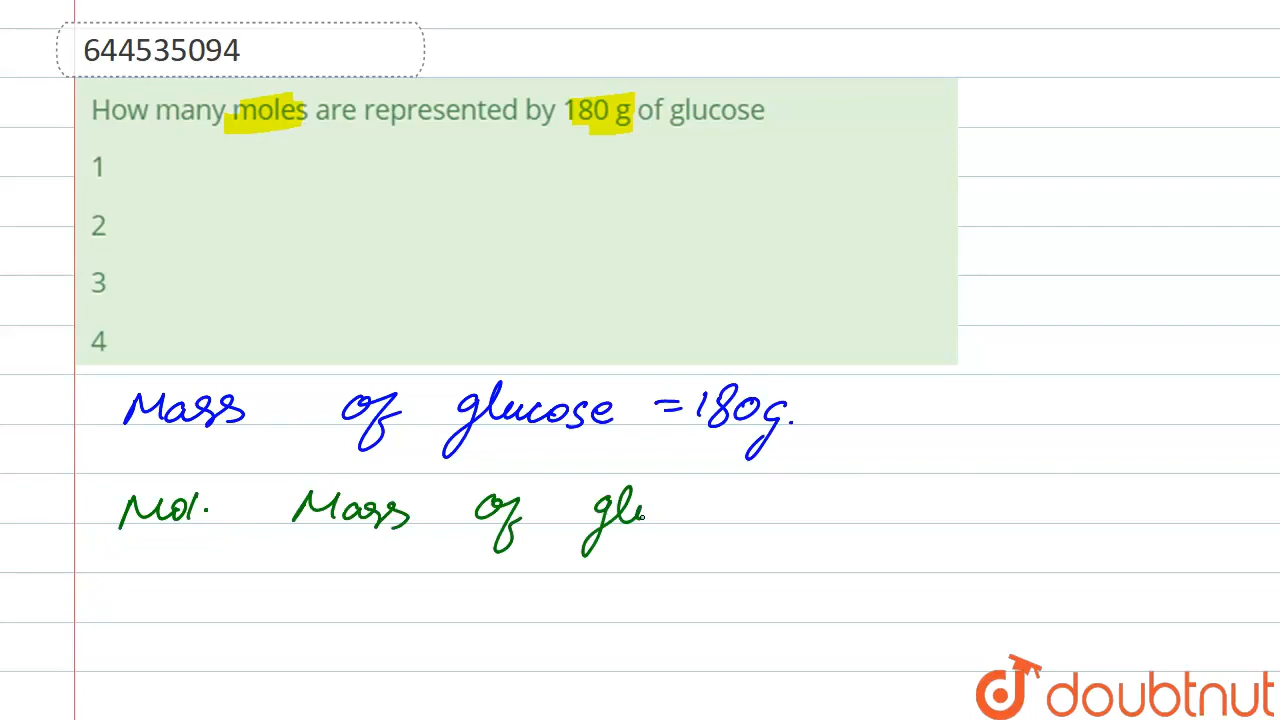 644535094
How many moles are represented by 180 g of glucose
1
2
3
4
Mass of glucose = 180g.
Mol. Mass of glu
doubtnut